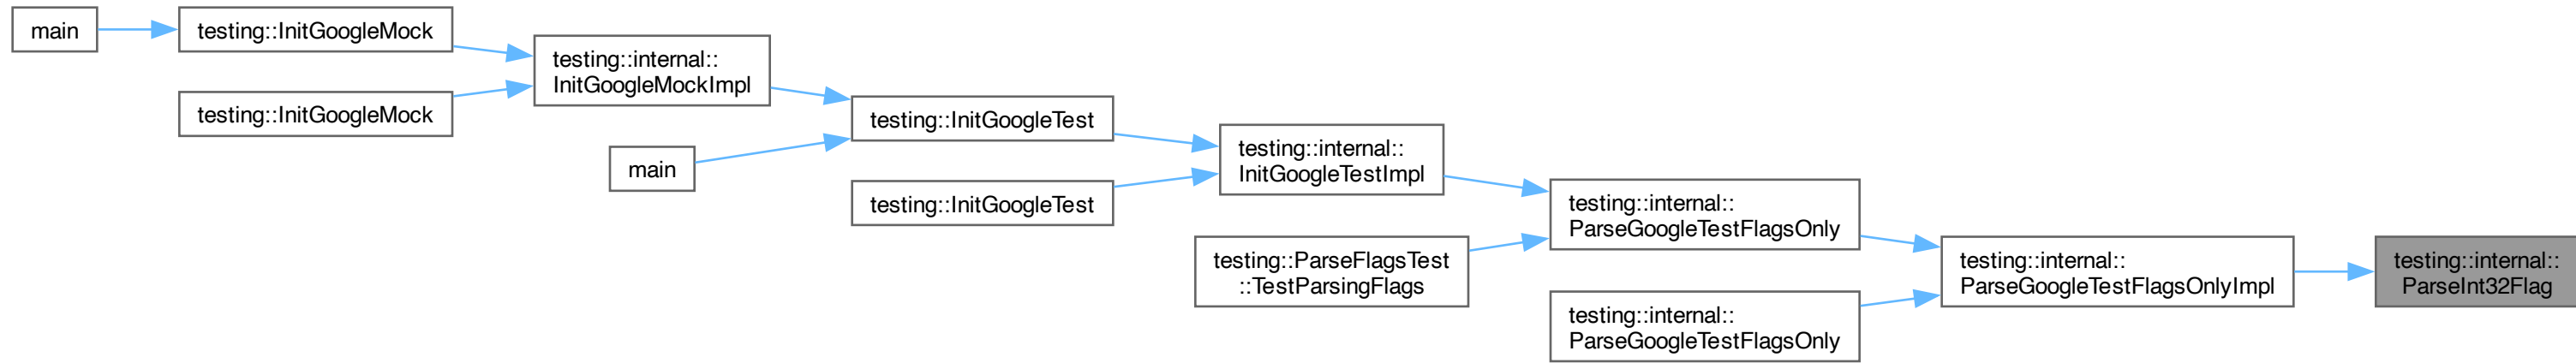 main
testing::InitGoogleMock
testing::InitGoogleMock
testing::internal::
InitGoogleMockImpl
testing::InitGoogleTest
main
testing::InitGoogleTest
testing::internal::
InitGoogleTestImpl
testing::ParseFlagsTest
::TestParsingFlags
testing::internal::
ParseGoogleTestFlagsOnly
testing::internal::
ParseGoogleTestFlagsOnly
testing::internal::
ParseGoogleTestFlagsOnlyImpl
testing::internal::
ParseInt32Flag